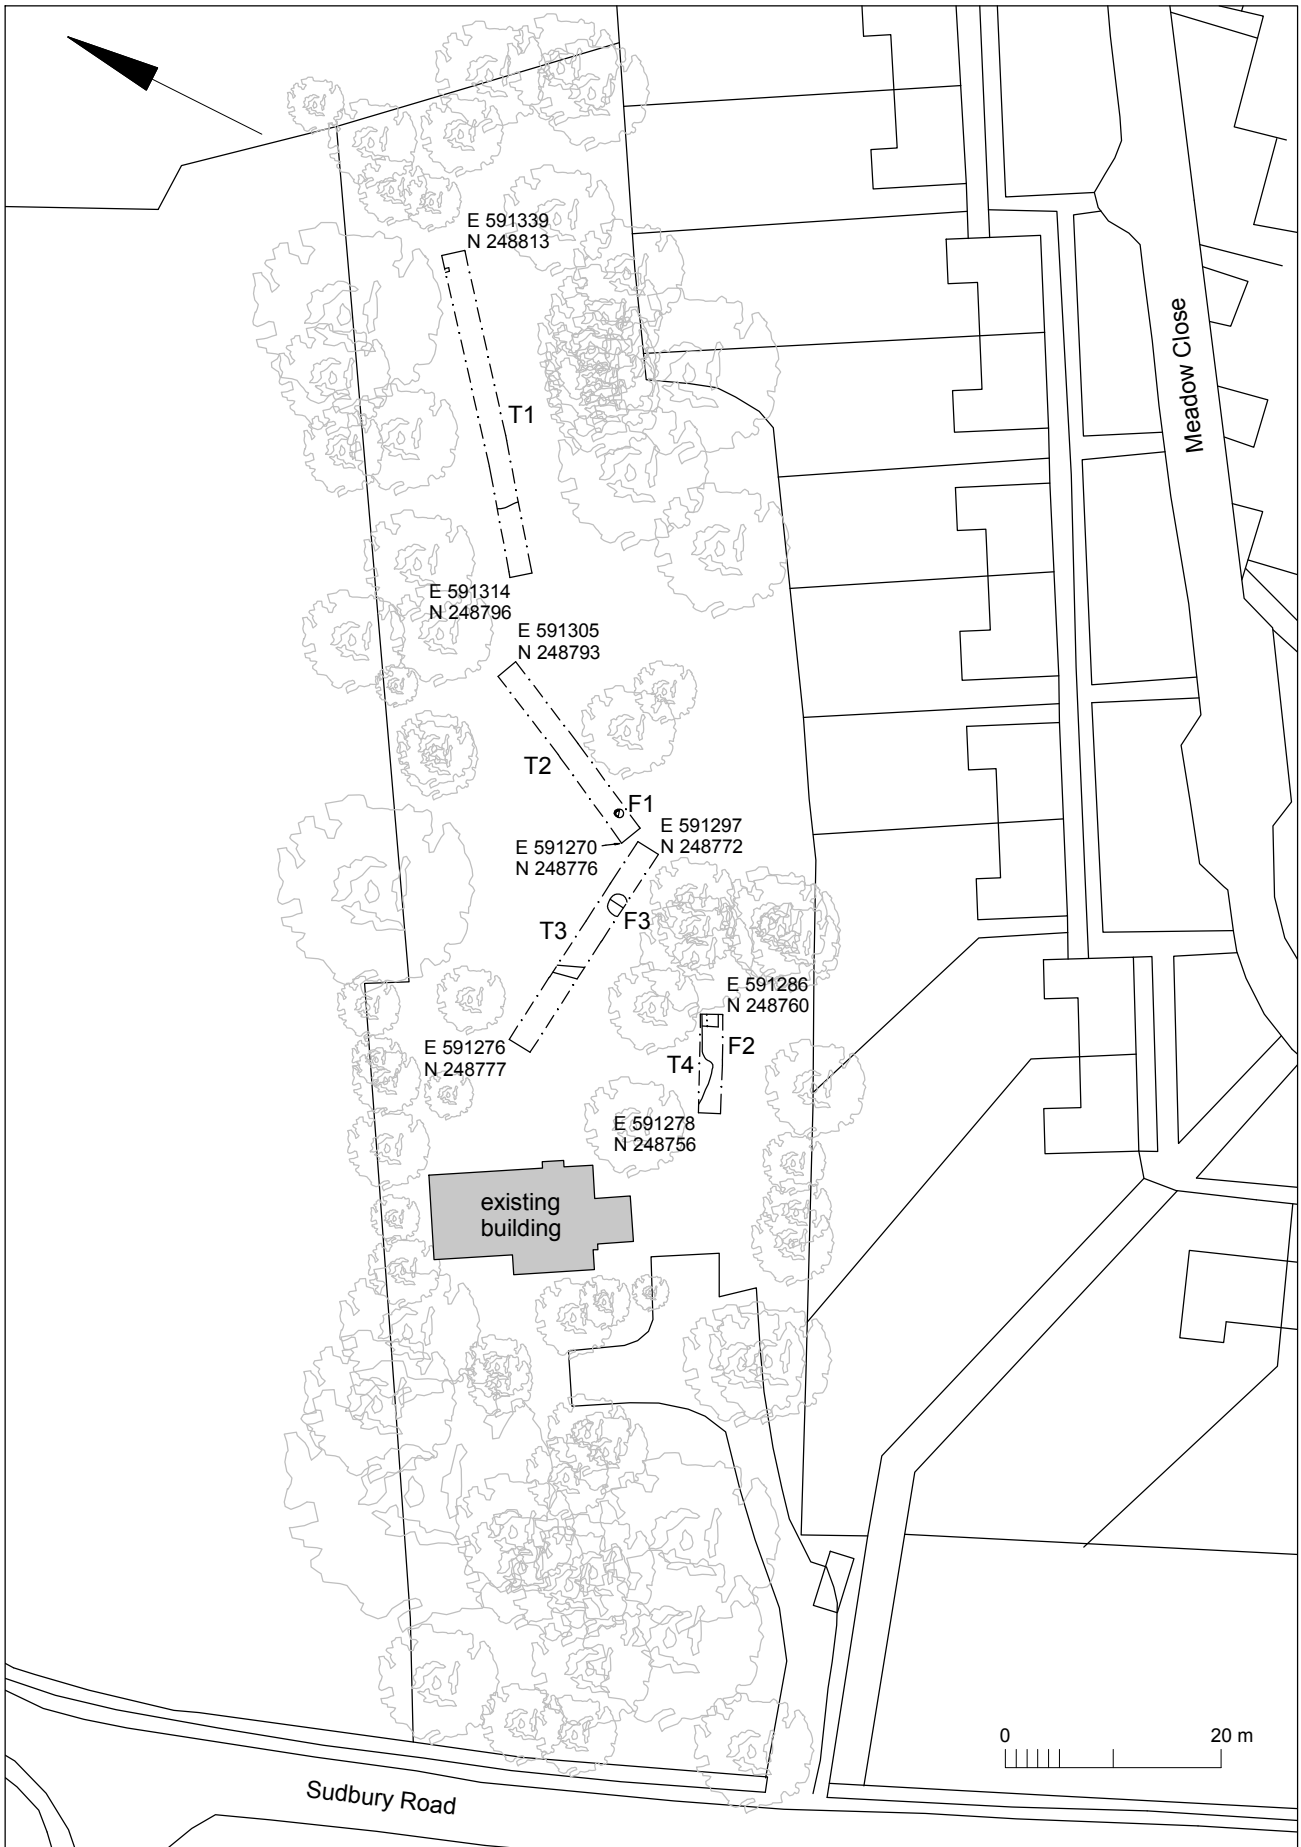 E 591339
N 248813
Meadow Close
T1
E 591314
N 248796
E 591305
N 248793
T2
F1
E 591270
N 248776
E 591297
N 248772
T3
F3
E 591286
N 248760
E 591276
N 248777
T4
F2
E 591278
N 248756
existing
building
0
20 m
Sudbury Road